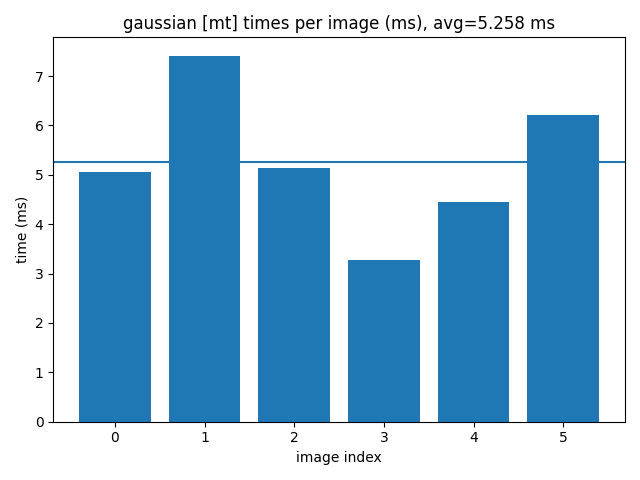 gaussian [mt] times per image (ms), avg=5.258 ms
7
6
5
4
3
2
1
0
time (ms)
0 1 2 3 4 5
image index